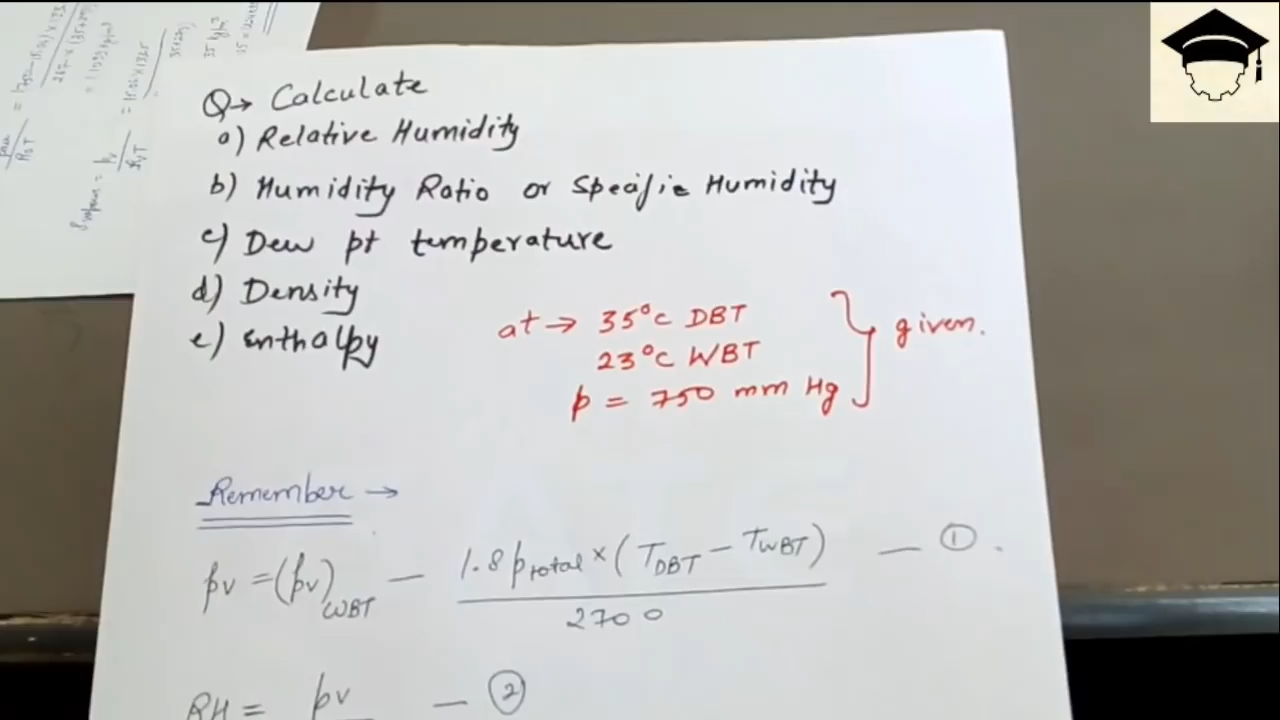 Q→ Calculate
a) Relative Humidity
b) Humidity Ratio or Specific Humidity
c) Dew pt temperature
d) Density
e) Enthalpy
at → 35°C DBT
23°C WBT
p = 750 mm Hg
given.
Remember →
pv = (pv)WBT — 1.8 ptotal × (TDBT - TWBT) / 2700 — ①.
RH = pv — ②